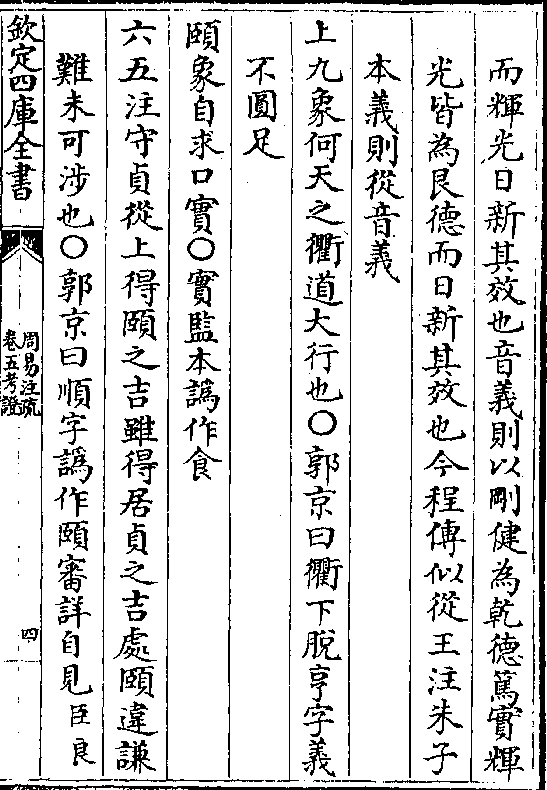 而輝光日新其效也音義則以剛健為乾德篤實輝
光皆為艮德而日新其效也今程傳似從王注朱子
本義則從音義
上九象何天之衢道大行也〇郭京曰衢下脫亨字義
不圓足
頤象自求口實〇實監本譌作食
六五注守貞從上得頤之吉雖得居貞之吉處頤違謙
難未可涉也〇郭京曰順字譌作頤審詳自見臣良
欽定四庫全書
周易注疏
卷五考證
四